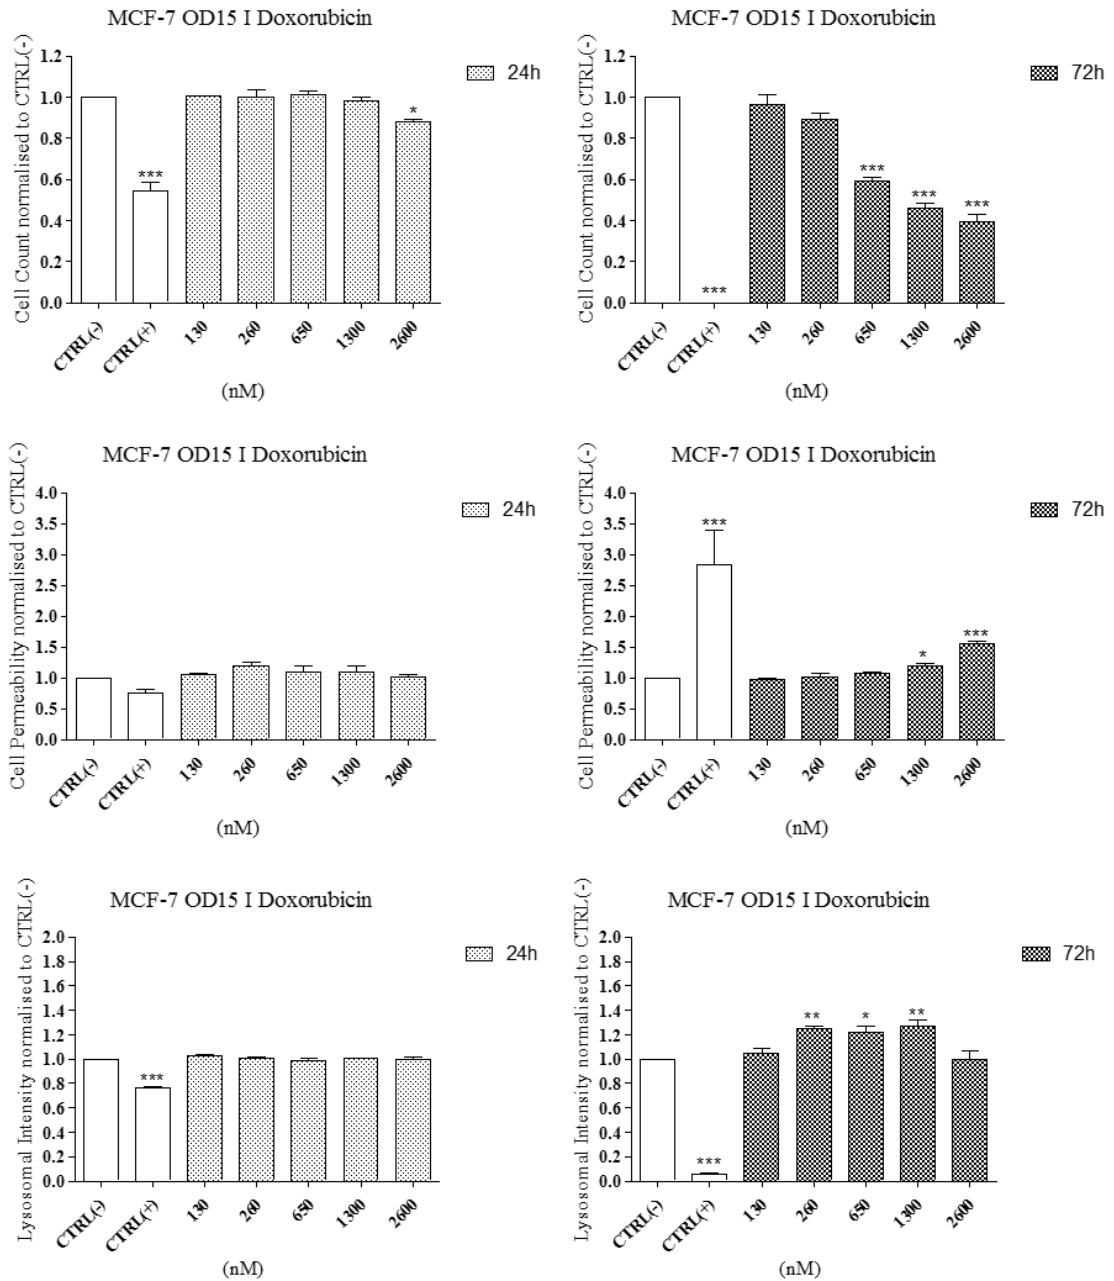 MCF-7 OD15 I Doxorubicin
Cell Count normalised to CTRL(-)
1.2
1.0
0.8
0.6
0.4
0.2
0.0
***
*
24h
CTRL(-) CTRL(+) 130 260 650 1300 2600
(nM)
MCF-7 OD15 I Doxorubicin
Cell Count normalised to CTRL(-)
1.2
1.0
0.8
0.6
0.4
0.2
0.0
***
***
***
***
72h
CTRL(-) CTRL(+) 130 260 650 1300 2600
(nM)
MCF-7 OD15 I Doxorubicin
Cell Permeability normalised to CTRL(-)
4.0
3.5
3.0
2.5
2.0
1.5
1.0
0.5
0.0
24h
CTRL(-) CTRL(+) 130 260 650 1300 2600
(nM)
MCF-7 OD15 I Doxorubicin
Cell Permeability normalised to CTRL(-)
4.0
3.5
3.0
2.5
2.0
1.5
1.0
0.5
0.0
***
*
***
72h
CTRL(-) CTRL(+) 130 260 650 1300 2600
(nM)
MCF-7 OD15 I Doxorubicin
Lysosomal Intensity normalised to CTRL(-)
2.0
1.8
1.6
1.4
1.2
1.0
0.8
0.6
0.4
0.2
0.0
***
24h
CTRL(-) CTRL(+) 130 260 650 1300 2600
(nM)
MCF-7 OD15 I Doxorubicin
Lysosomal Intensity normalised to CTRL(-)
2.0
1.8
1.6
1.4
1.2
1.0
0.8
0.6
0.4
0.2
0.0
***
**
*
**
72h
CTRL(-) CTRL(+) 130 260 650 1300 2600
(nM)